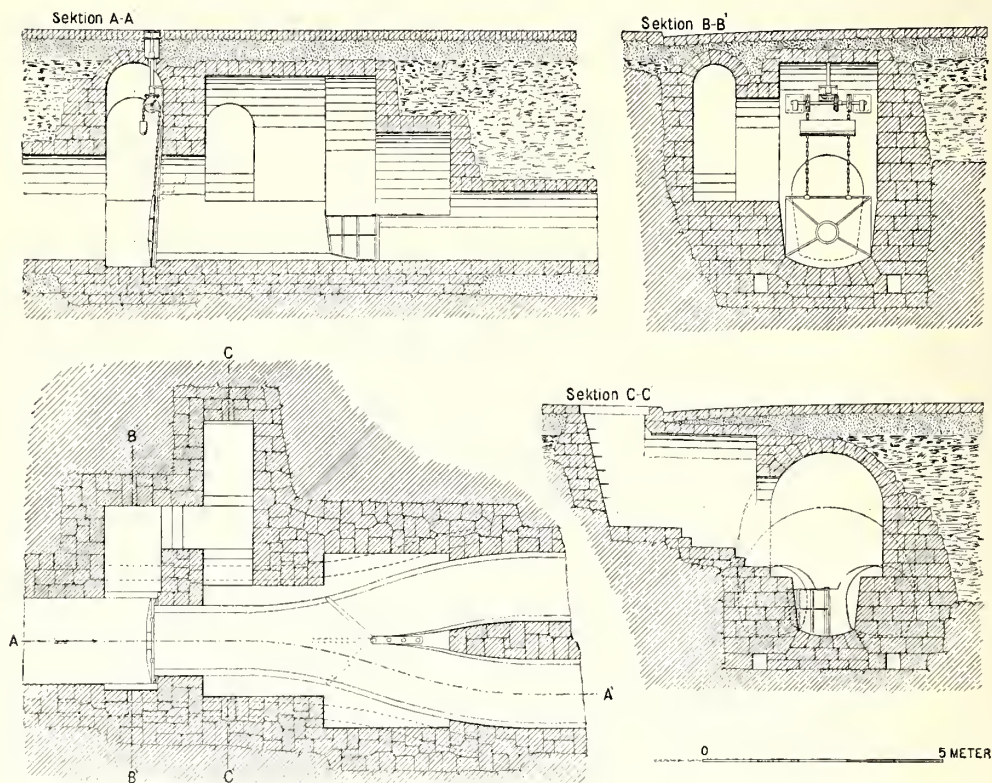 Sektion A-A
Sektion B-B'
C
B
Sektion C-C
A
A'
B'
C'
0 5 METER